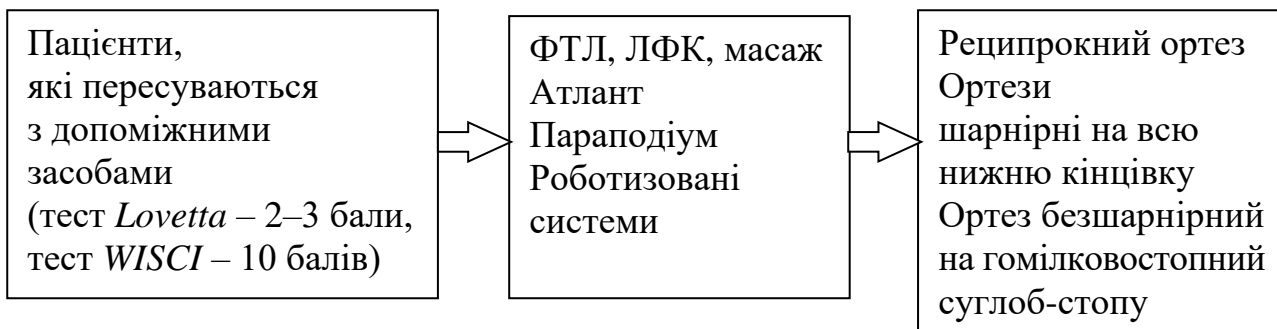 Пацієнти,
які пересуваються
з допоміжними
засобами
(тест Lovetta – 2–3 бали,
тест WISCI – 10 балів)
ФТЛ, ЛФК, масаж
Атлант
Параподіум
Роботизовані
системи
Реципрокний ортез
Ортези
шарнірні на всю
нижню кінцівку
Ортез безшарнірний
на гомілковостопний
суглоб-стопу